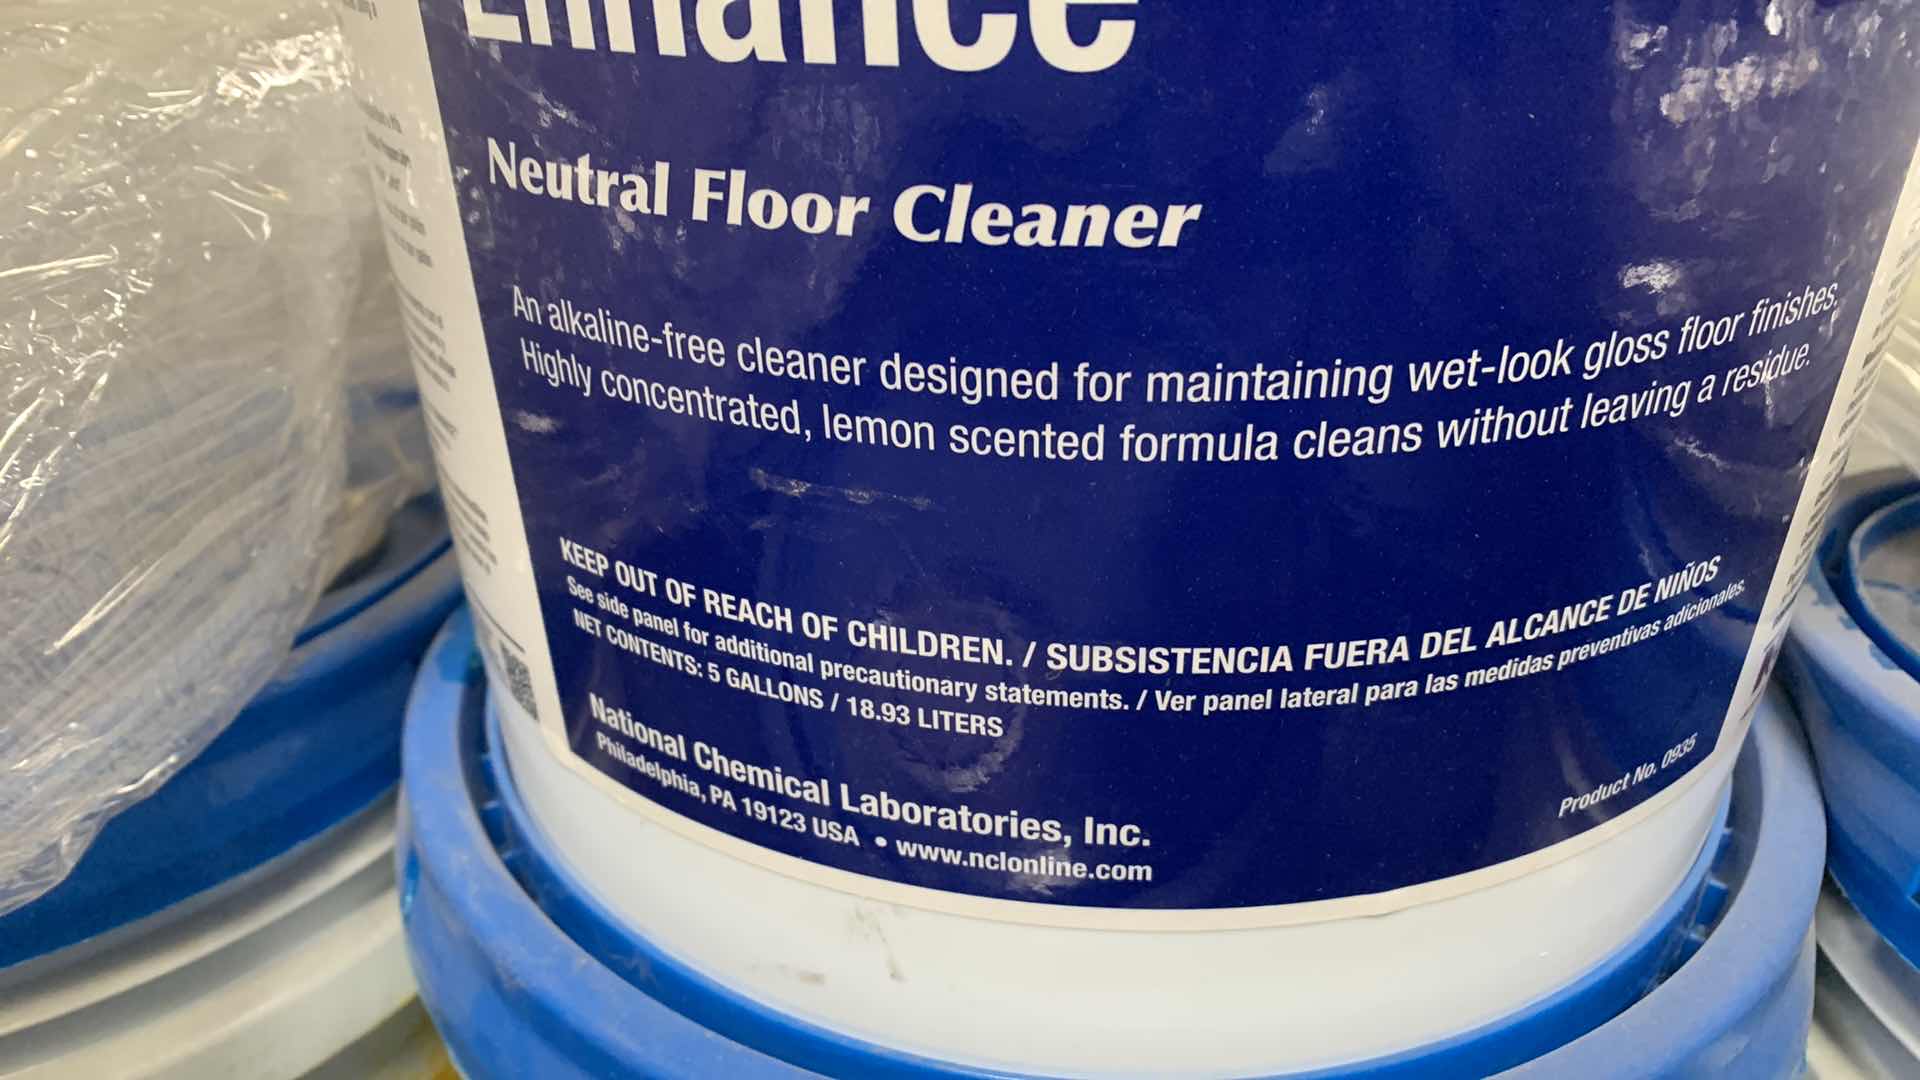 Enhance
Neutral Floor Cleaner
An alkaline-free cleaner designed for maintaining wet-look gloss floor finishes.
Highly concentrated, lemon scented formula cleans without leaving a residue.
KEEP OUT OF REACH OF CHILDREN. / SUBSISTENCIA FUERA DEL ALCANCE DE NIÑOS
See side panel for additional precautionary statements. / Ver panel lateral para las medidas preventivas adicionales.
NET CONTENTS: 5 GALLONS / 18.93 LITERS
National Chemical Laboratories, Inc.
Philadelphia, PA 19123 USA • www.nclonline.com
Product No. 0935